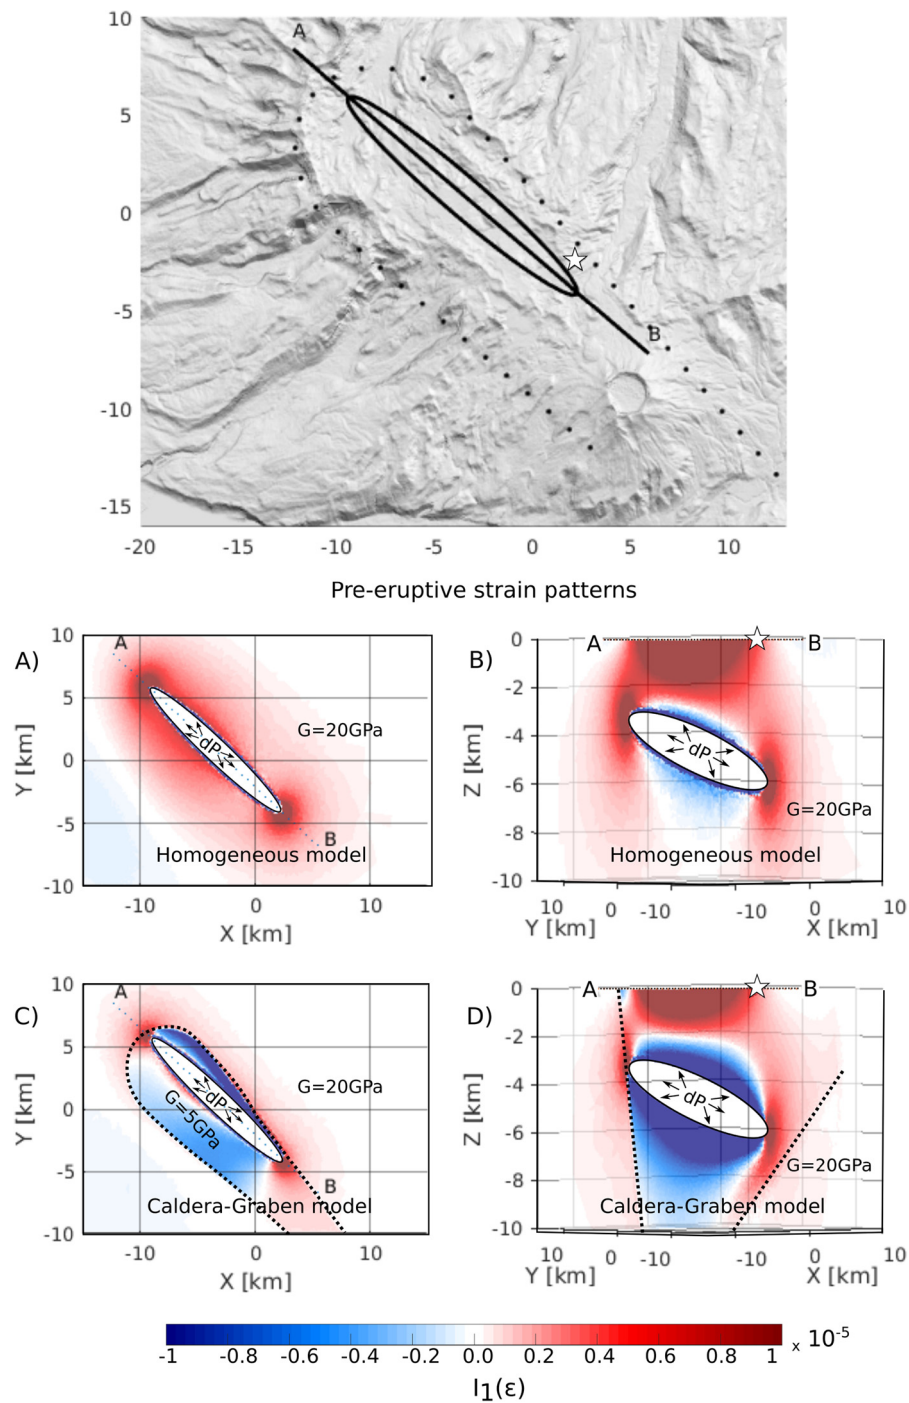 10
A
5
0
-5
B
-10
-15
-20 -15 -10 -5 0 5 10
Pre-eruptive strain patterns
A)
10
A
5
G=20GPa
dP
0
Y [km]
-5
B
Homogeneous model
-10
-10 0 10
X [km]
B)
0 A B
-2
-4
dP
Z [km]
-6
G=20GPa
-8
Homogeneous model
-10
10 0 -10 -10 0 10
Y [km] X [km]
C)
10
A
5
G=20GPa
dP
G=5GPa
0
Y [km]
-5
B
Caldera-Graben model
-10
-10 0 10
X [km]
D)
0 A B
-2
-4
dP
Z [km]
-6
G=20GPa
-8
Caldera-Graben model
-10
10 0 -10 -10 0 10
Y [km] X [km]
-1 -0.8 -0.6 -0.4 -0.2 0.0 0.2 0.4 0.6 0.8 1 x 10-5
I1(ε)